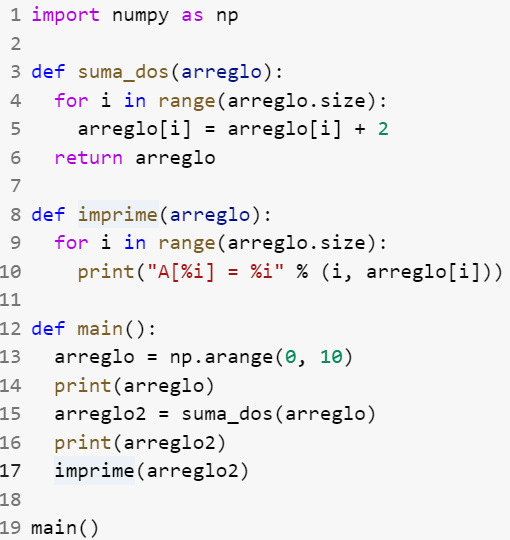 1 import numpy as np
2
3 def suma_dos(arreglo):
4   for i in range(arreglo.size):
5     arreglo[i] = arreglo[i] + 2
6   return arreglo
7
8 def imprime(arreglo):
9   for i in range(arreglo.size):
10     print("A[%i] = %i" % (i, arreglo[i]))
11
12 def main():
13   arreglo = np.arange(0, 10)
14   print(arreglo)
15   arreglo2 = suma_dos(arreglo)
16   print(arreglo2)
17   imprime(arreglo2)
18
19 main()